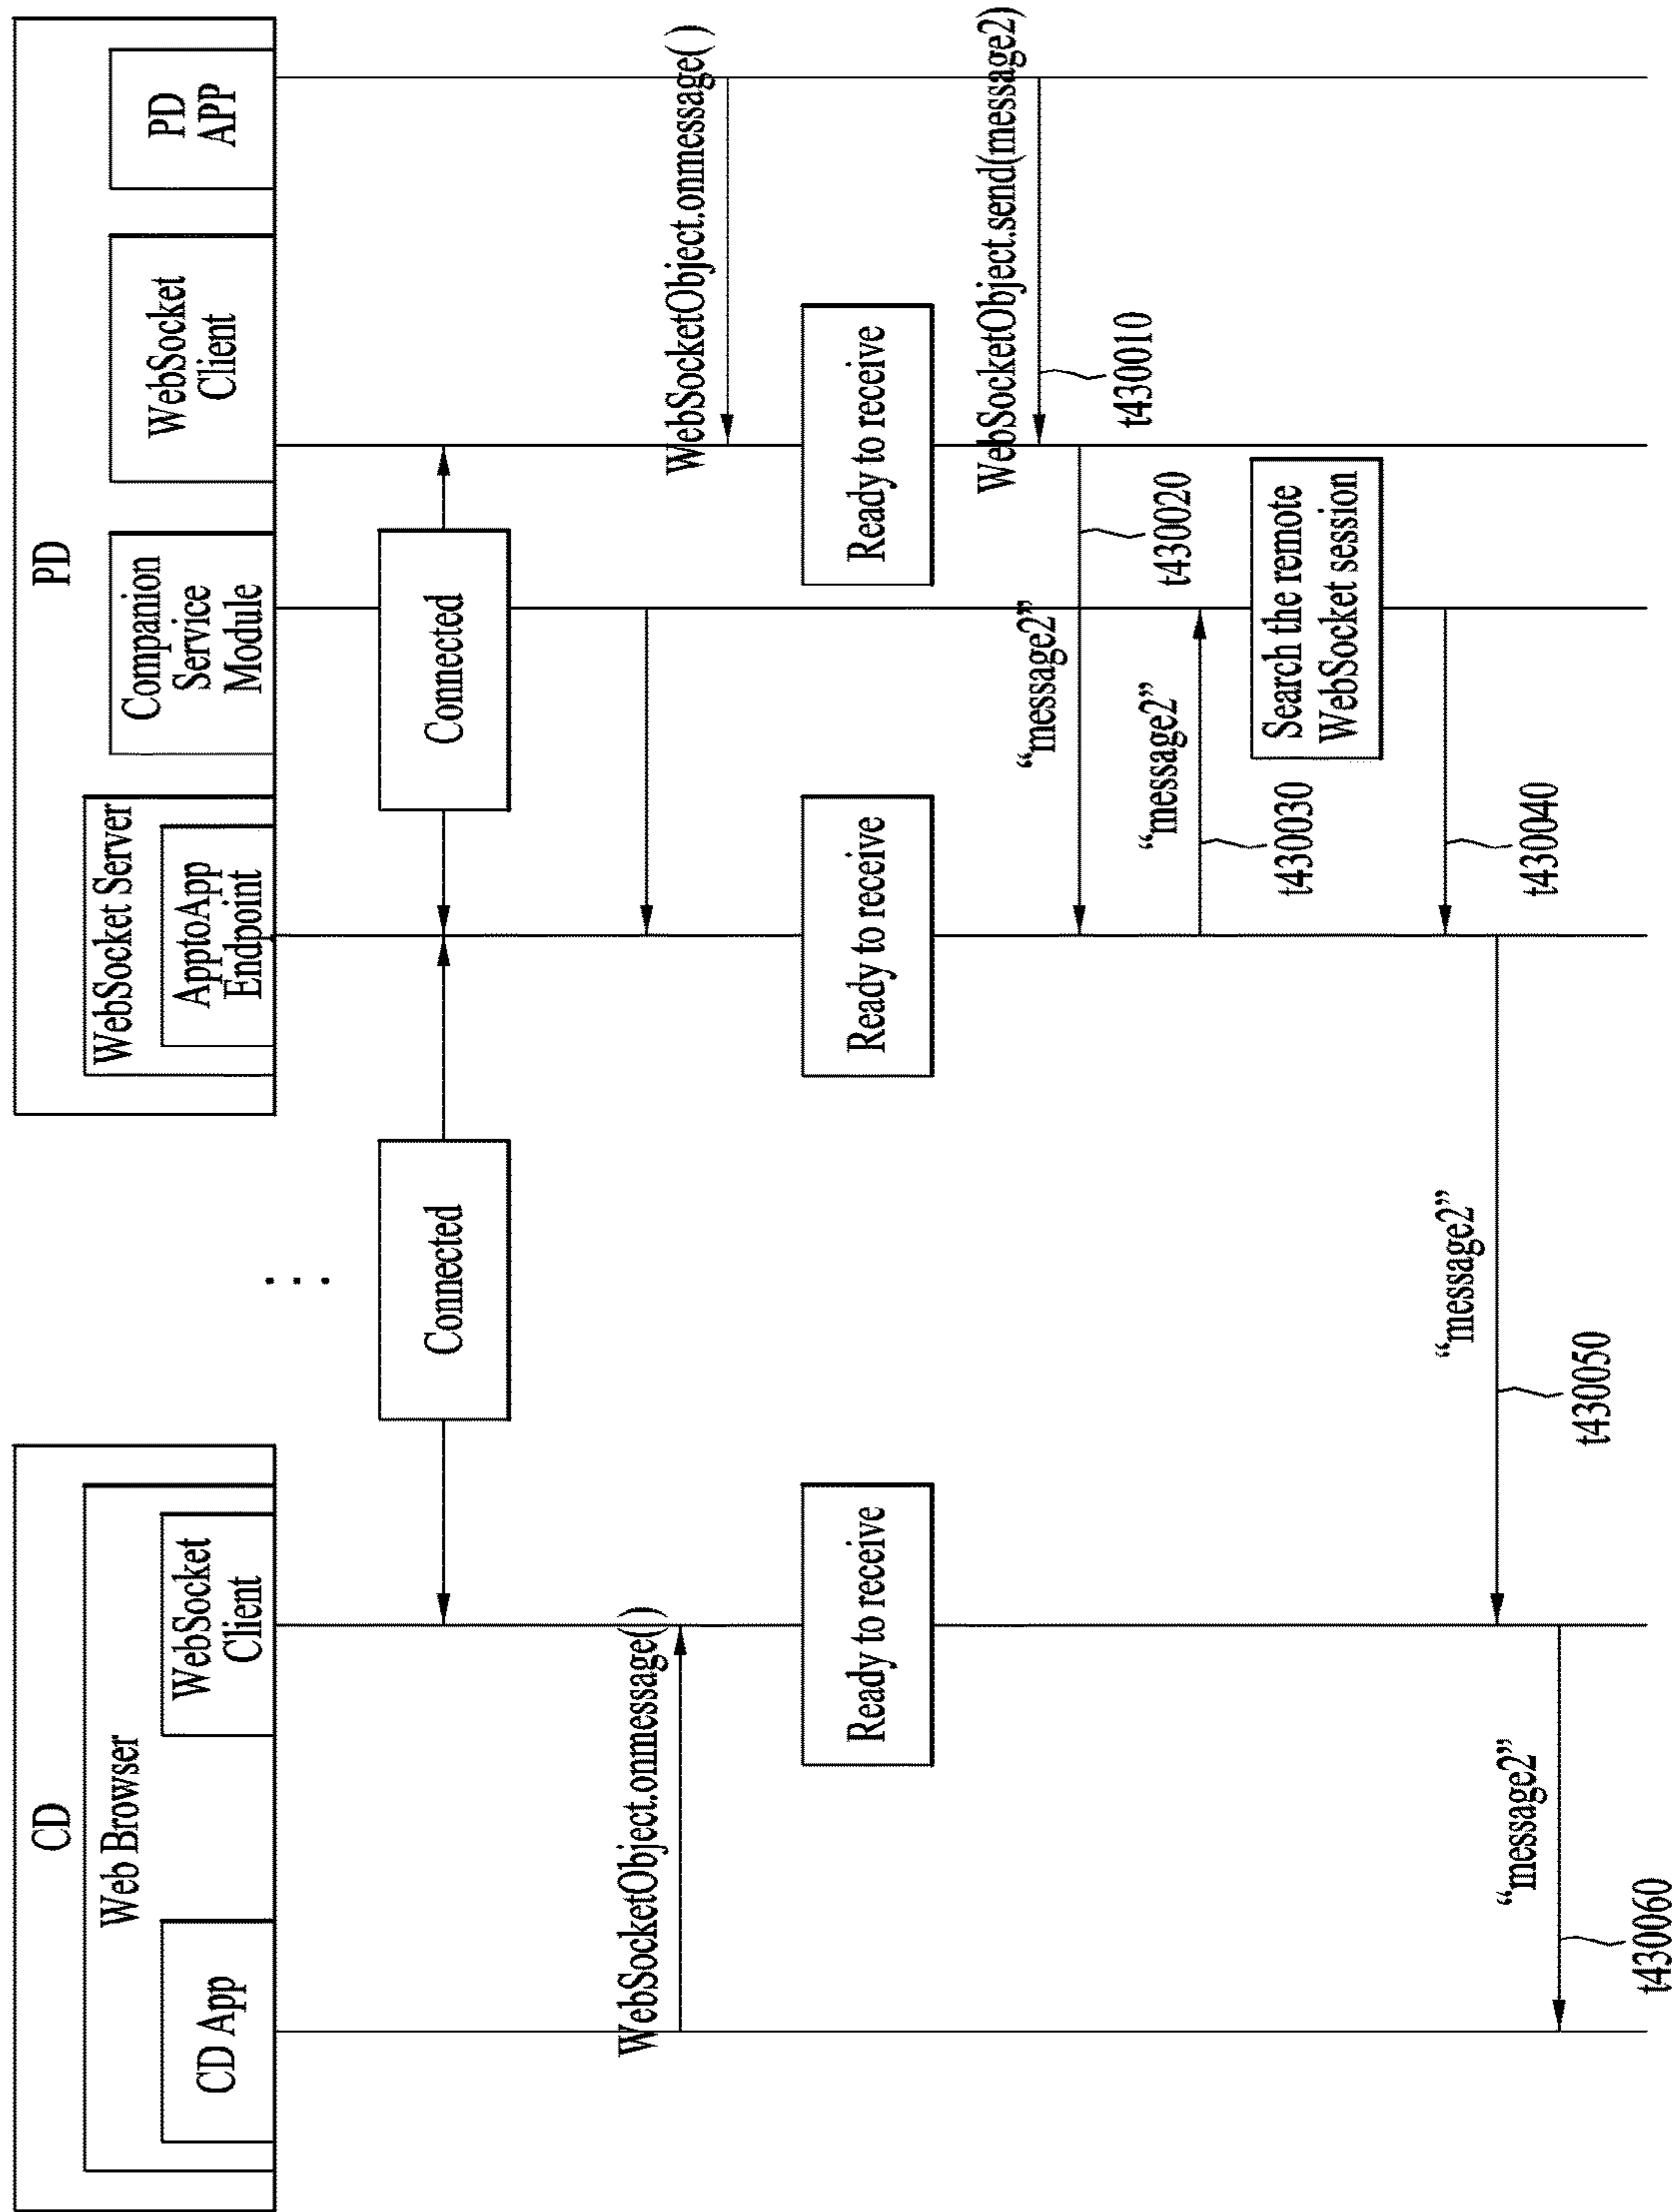 CD
Web Browser
CD App
WebSocket
Client
...
PD
WebSocket Server
ApptoApp
Endpoint
Companion
Service
Module
WebSocket
Client
PD
APP
Connected
Connected
WebSocketObject.onmessage( )
WebSocketObject.onmessage( )
Ready to receive
Ready to receive
Ready to receive
WebSocketObject.send(message2)
t430010
“message2”
t430020
“message2”
t430030
Search the remote
WebSocket session
t430040
“message2”
t430050
“message2”
t430060